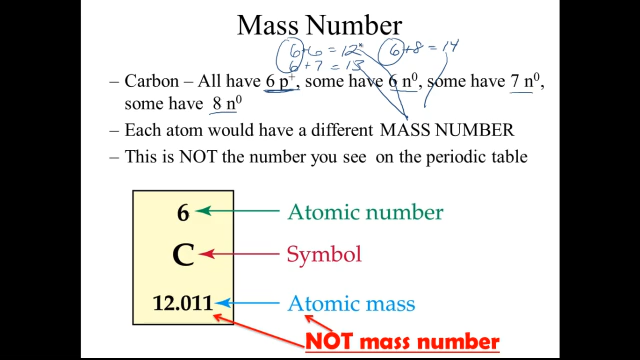 Mass Number
6+6 = 12
6+8 = 14
6+7 = 13
– Carbon – All have 6 p⁺, some have 6 n⁰, some have 7 n⁰,
some have 8 n⁰
– Each atom would have a different MASS NUMBER
– This is NOT the number you see on the periodic table
6 Atomic number
C Symbol
12.011 Atomic mass
NOT mass number